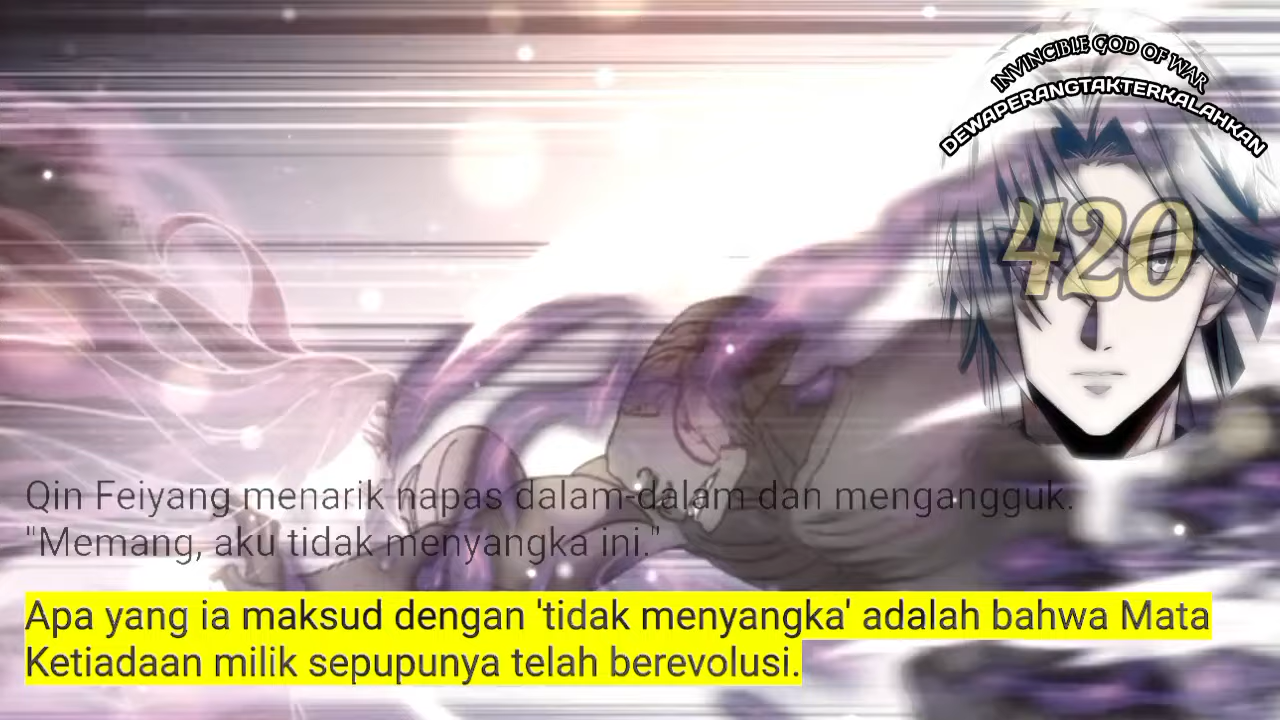 INVINCIBLE GOD OF WAR
DEWAPERANGTAKTERKALAHKAN
420
Qin Feiyang menarik napas dalam-dalam dan mengangguk.
"Memang, aku tidak menyangka ini."
Apa yang ia maksud dengan 'tidak menyangka' adalah bahwa Mata
Ketiadaan milik sepupunya telah berevolusi.